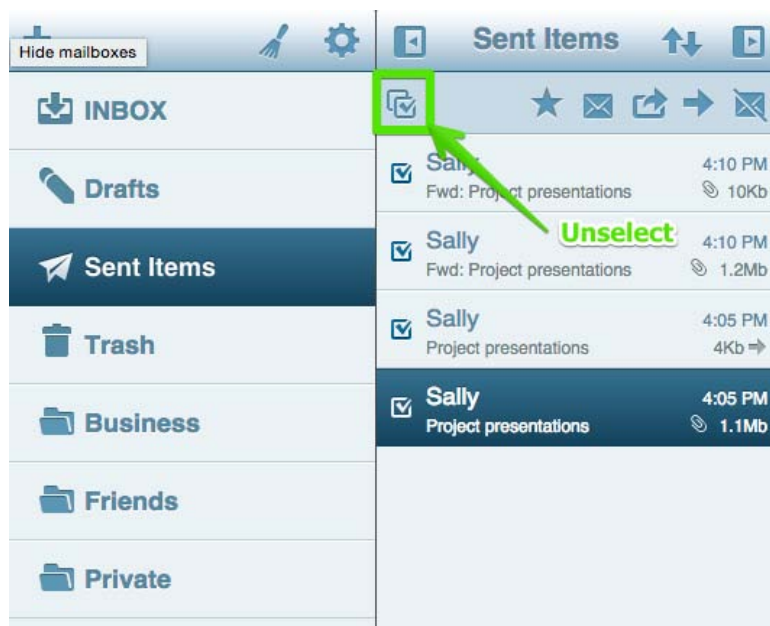 Hide mailboxes
INBOX
Drafts
Sent Items
Trash
Business
Friends
Private
Sent Items
Sally
4:10 PM
Fwd: Project presentations
10Kb
Unselect
Sally
4:10 PM
Fwd: Project presentations
1.2Mb
Sally
4:05 PM
Project presentations
4Kb
Sally
4:05 PM
Project presentations
1.1Mb